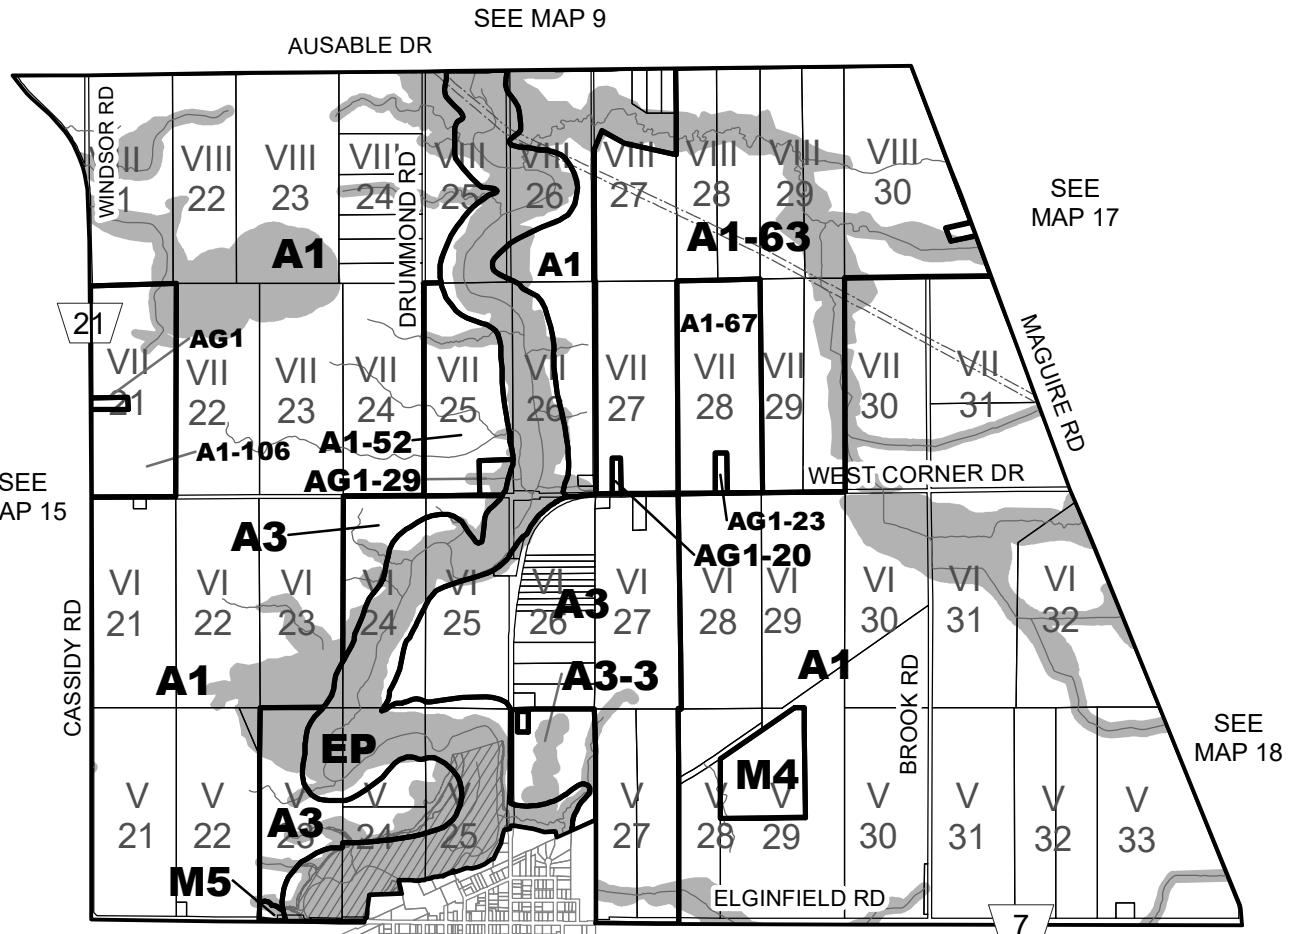 SEE MAP 9
AUSABLE DR
WINDSOR RD
VIII VIII VIII VIII VIII VIII VIII VIII VIII
22 23 24 25 26 27 28 29 30
DRUMMOND RD
SEE
MAP 17
A1
A1
A1-63
21
AG1
A1-67
MAGUIRE RD
VII VII VII VII VII VII VII VII VII VII VII
21 22 23 24 25 26 27 28 29 30 31
A1-106
A1-52
AG1-29
WEST CORNER DR
SEE
AP 15
A3
AG1-23
AG1-20
VI VI VI VI VI VI VI VI VI VI VI VI
21 22 23 24 25 26 27 28 29 30 31 32
A3
CASSIDY RD
A1
A3-3
A1
BROOK RD
SEE
MAP 18
EP
M4
V V V V V V V V V V V V
21 22 23 24 25 27 28 29 30 31 32 33
A3
M5
ELGINFIELD RD
7